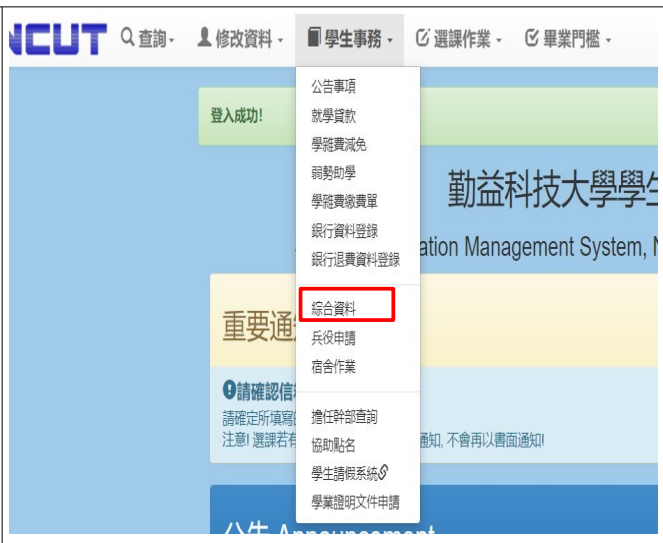 NCUT 查詢 修改資料 學生事務 選課作業 畢業門檻
公告事項
就學貸款
登入成功!
學雜費減免
弱勢助學
學雜費繳費單
勤益科技大學學生
銀行資料登錄
銀行退費資料登錄
ation Management System, N
綜合資料
重要通
兵役申請
宿舍作業
請確認信
擔任幹部查詢
請確定所填寫
協助點名
注意! 選課若有
通知, 不會再以書面通知!
學生請假系統
學業證明文件申請
公告 Announcement